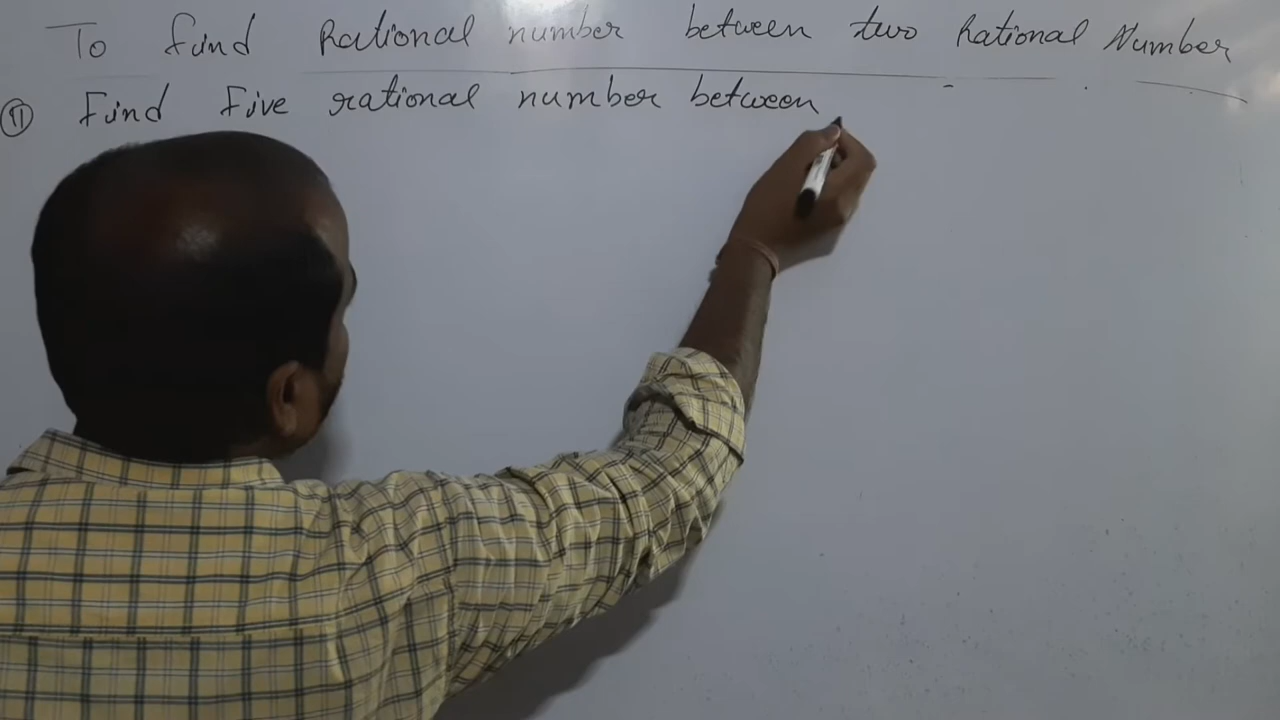 To find Rational number between two Rational Number
① Find Five rational number between